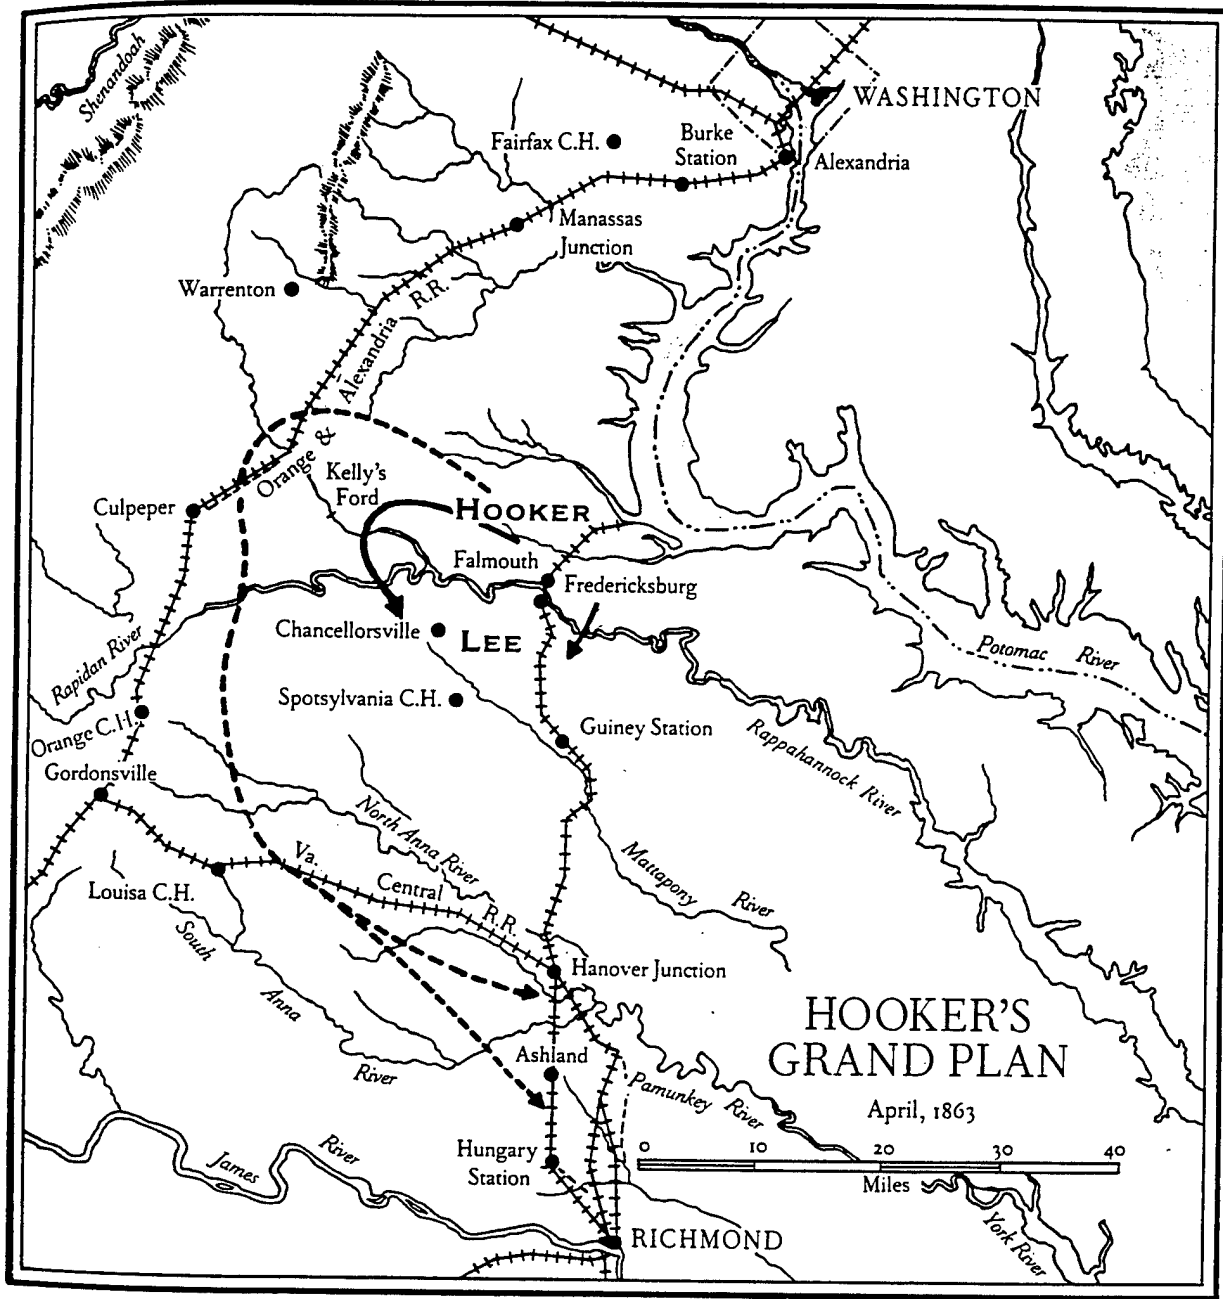 Shenandoah
WASHINGTON
Fairfax C.H.
Burke
Station
Alexandria
Manassas
Junction
Warrenton
R.R.
Alexandria
Orange &
Kelly's
Ford
Culpeper
HOOKER
Falmouth
Fredericksburg
Chancellorsville
LEE
Rapidan River
Potomac River
Spotsylvania C.H.
Orange C.H.
Guiney Station
Rappahannock River
Gordonsville
North Anna River
Va.
Central
R.R.
Mattapony River
Louisa C.H.
South
Anna
River
Hanover Junction
HOOKER'S
GRAND PLAN
April, 1863
Ashland
Pamunkey River
Hungary
Station
0 10 20 30 40
Miles
James River
York River
RICHMOND